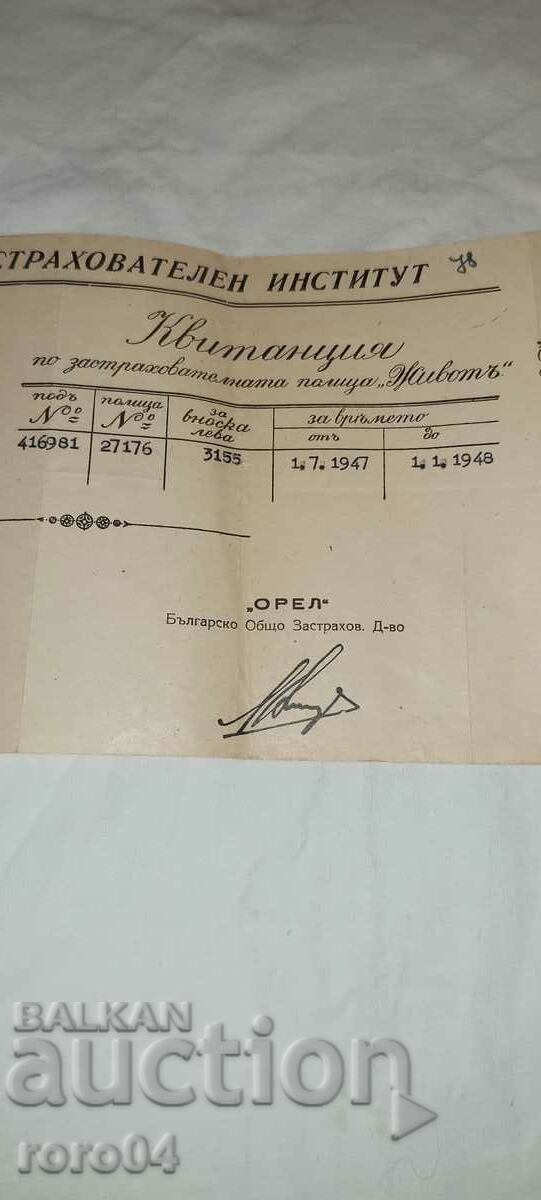 СТРАХОВАТЕЛЕН ИНСТИТУТ 78
Квитанция
по застрахователната полица „Животъ“
подъ № полица № за вноска лева за връмето
отъ до
416981 27176 3155 1.7.1947 1.1.1948
„ОРЕЛ“
Българско Общо Застрахов. Д-во
BALKAN
auction
roro04